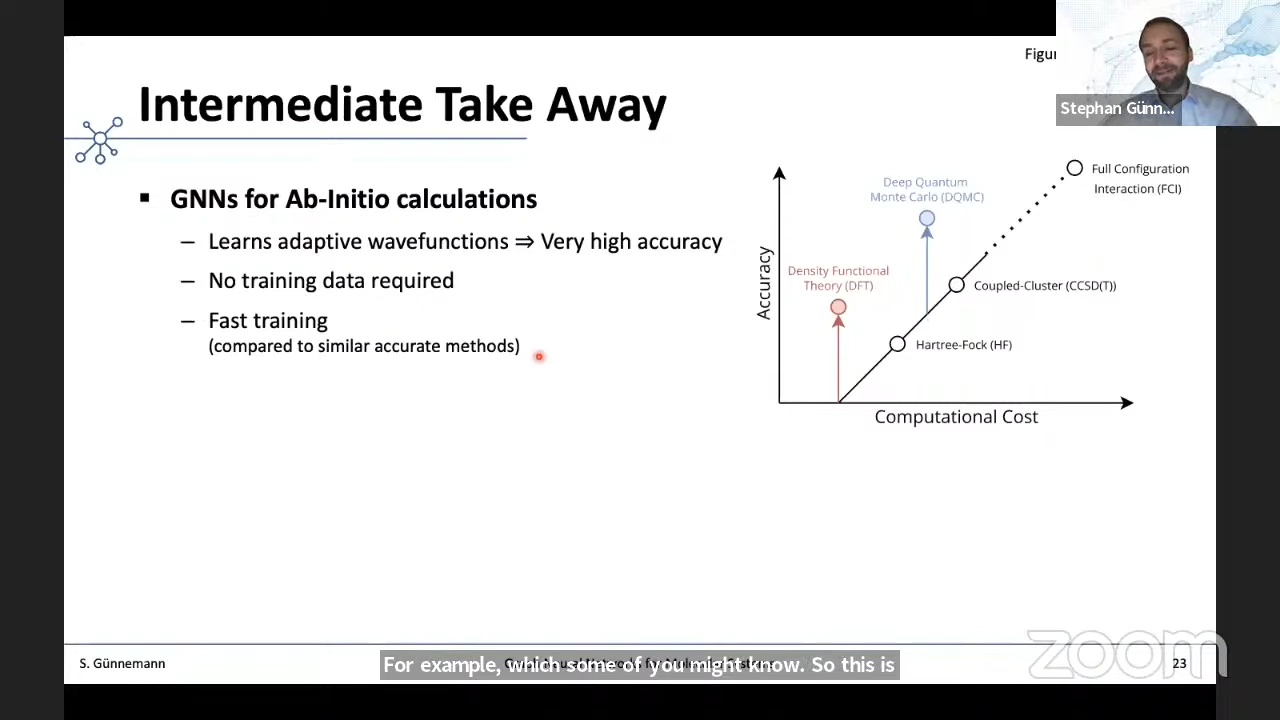 Figur
Stephan Günn...
Intermediate Take Away
▪ GNNs for Ab-Initio calculations
– Learns adaptive wavefunctions ⇒ Very high accuracy
– No training data required
– Fast training
(compared to similar accurate methods)
Accuracy
Density Functional
Theory (DFT)
Deep Quantum
Monte Carlo (DQMC)
Full Configuration
Interaction (FCI)
Coupled-Cluster (CCSD(T))
Hartree-Fock (HF)
Computational Cost
S. Günnemann
For example, which some of you might know. So this is
23
zoom